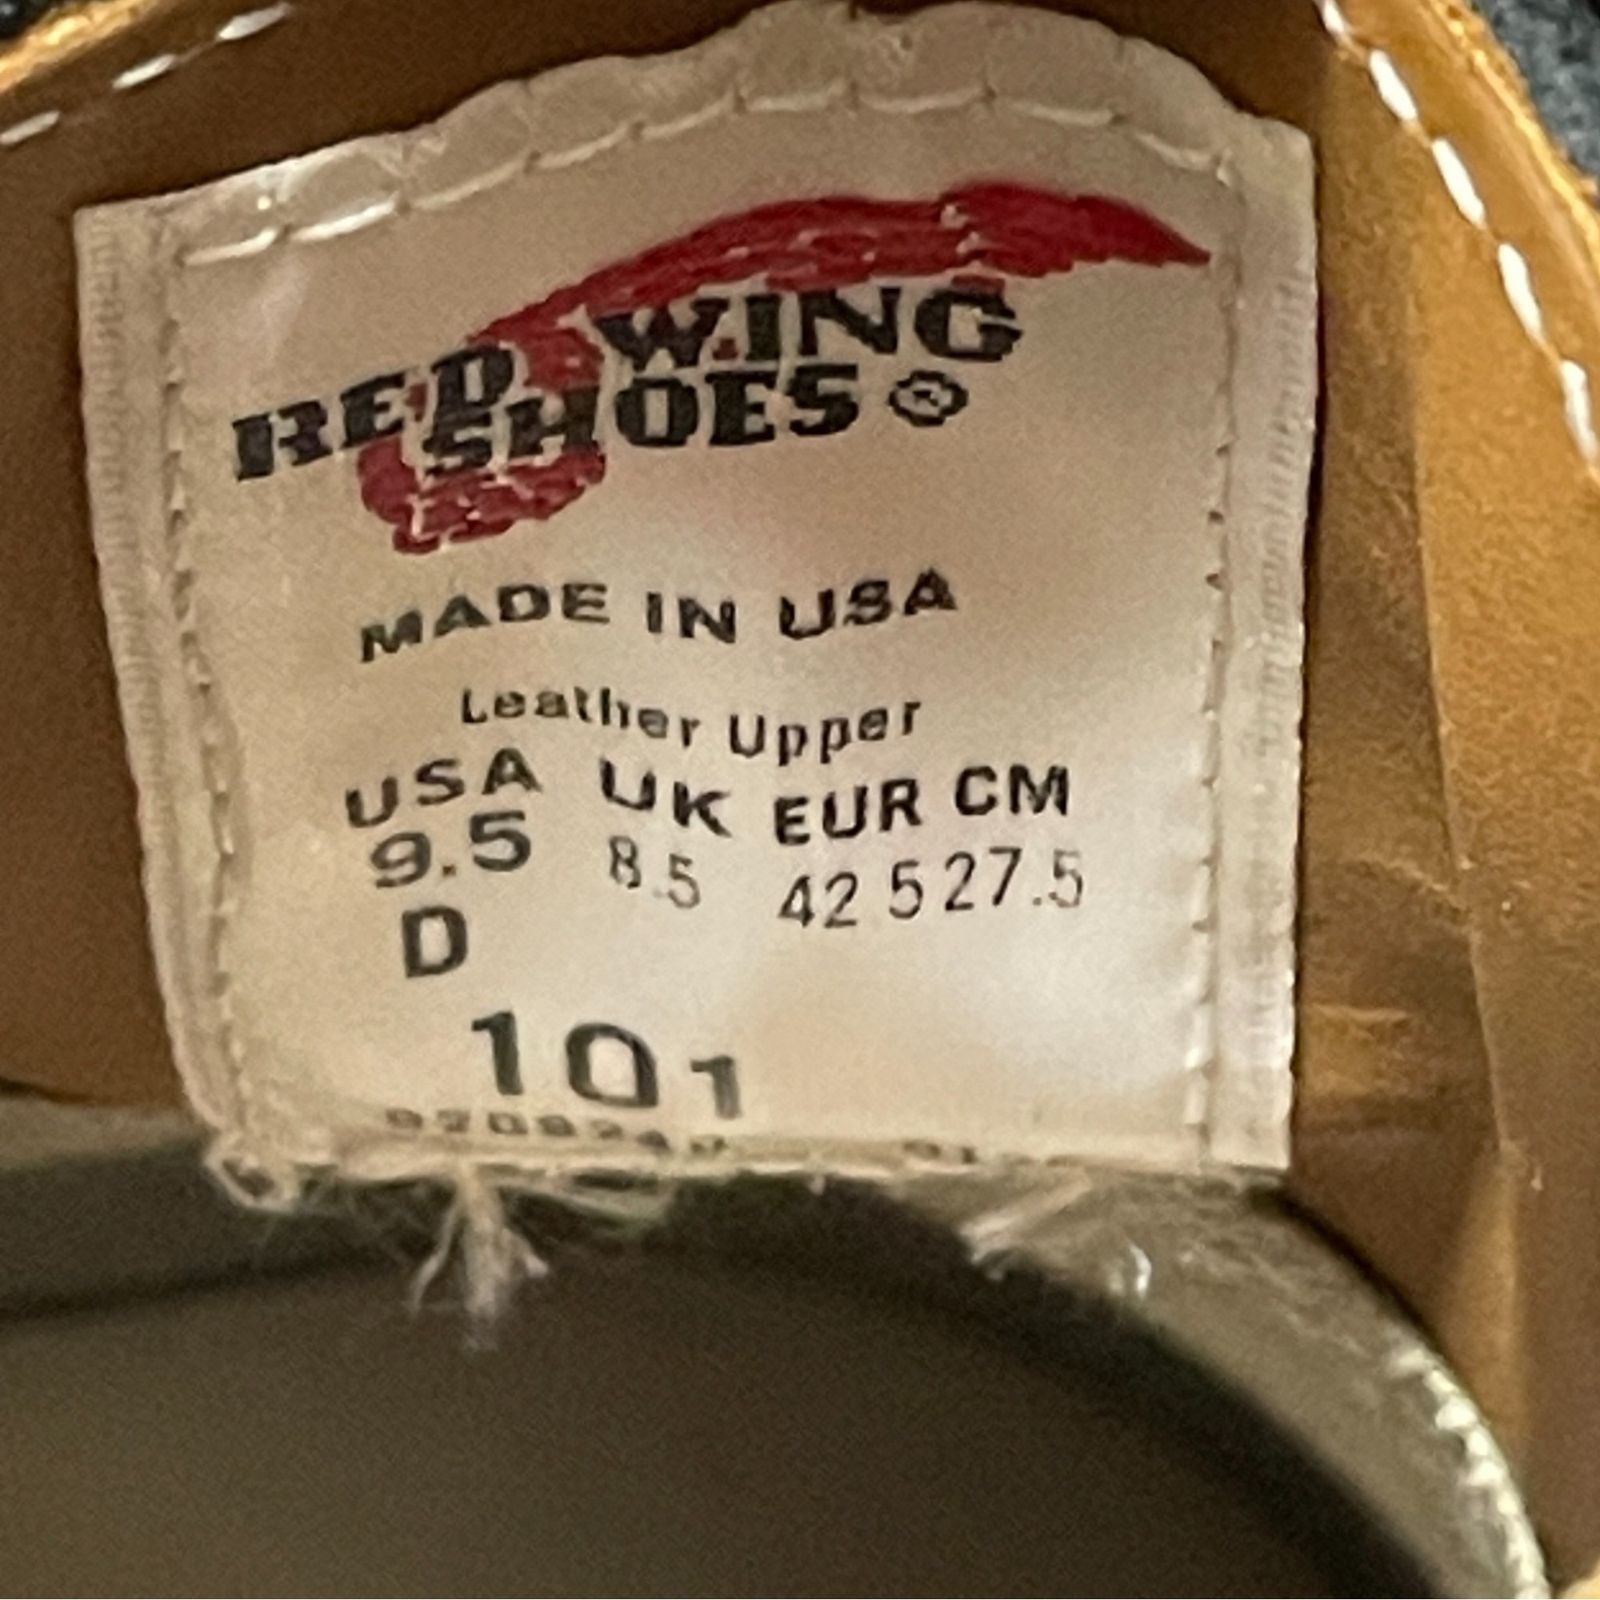 RED WING
SHOES ®
MADE IN USA
Leather Upper
USA UK EUR CM
9.5 8.5 42 5 27.5
D
101